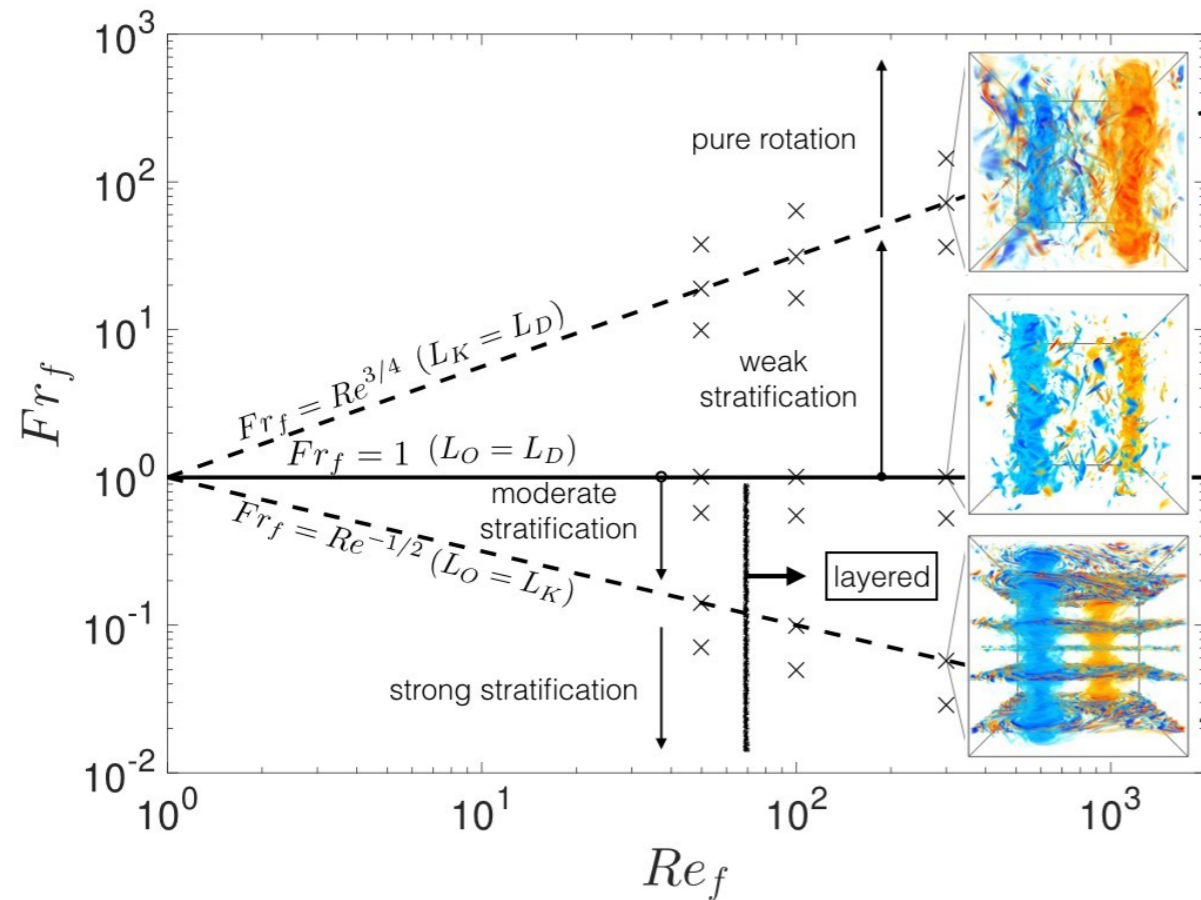 10^3
10^2
10^1
10^0
10^-1
10^-2
Fr_f
pure rotation
weak
stratification
Fr_f = Re^3/4 (L_K = L_D)
Fr_f = 1 (L_O = L_D)
moderate
stratification
Fr_f = Re^-1/2 (L_O = L_K)
layered
strong stratification
10^0
10^1
10^2
10^3
Re_f